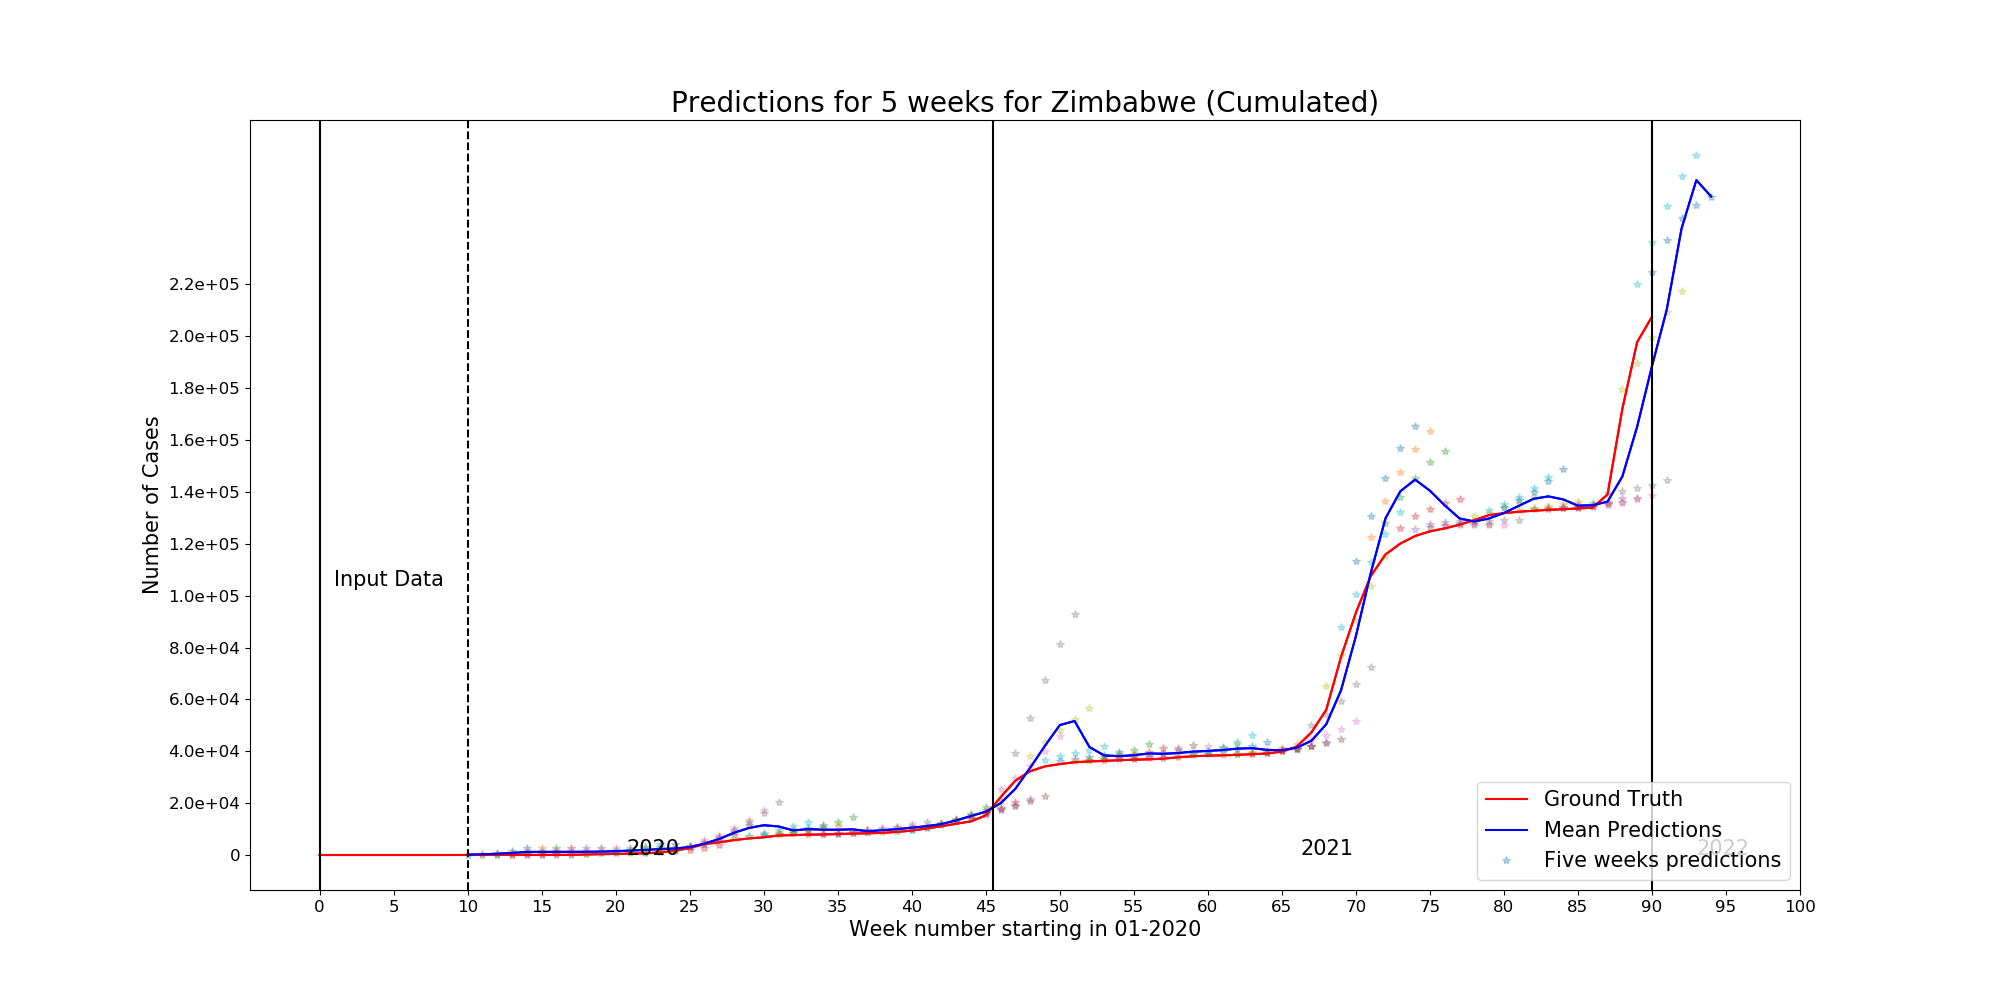 Predictions for 5 weeks for Zimbabwe (Cumulated)
Number of Cases
2.2e+05
2.0e+05
1.8e+05
1.6e+05
1.4e+05
1.2e+05
1.0e+05
8.0e+04
6.0e+04
4.0e+04
2.0e+04
0
Input Data
2020
2021
2022
Ground Truth
Mean Predictions
Five weeks predictions
0 5 10 15 20 25 30 35 40 45 50 55 60 65 70 75 80 85 90 95 100
Week number starting in 01-2020